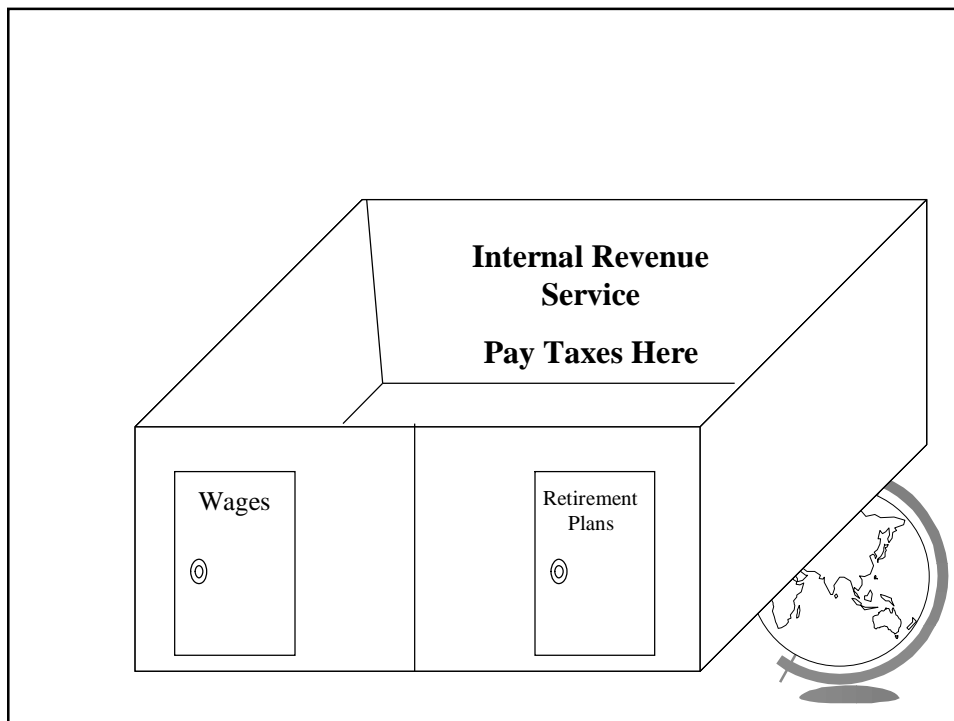 Internal Revenue
Service
Pay Taxes Here
Wages
Retirement
Plans